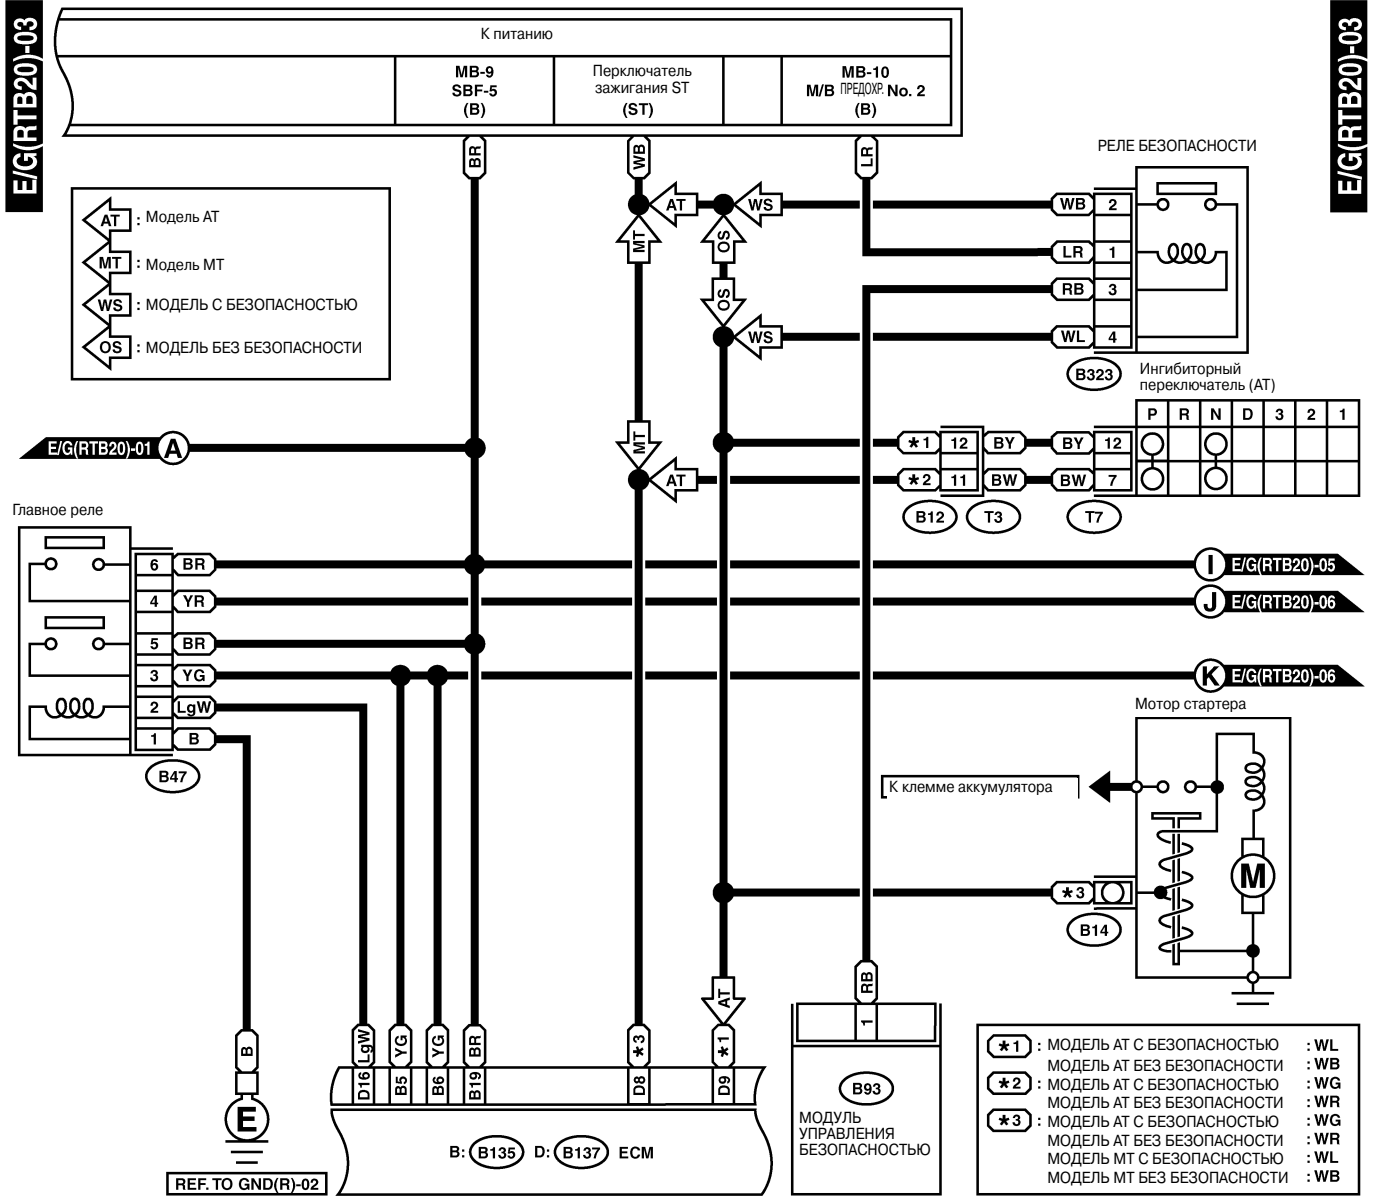 E/G(RTB20)-03
E/G(RTB20)-03
К питанию
MB-9
SBF-5
(B)
Перключатель
зажигания ST
(ST)
MB-10
M/B ПРЕДОХР. No. 2
(B)
BR
WB
LR
РЕЛЕ БЕЗОПАСНОСТИ
AT : Модель AT
MT : Модель MT
WS : МОДЕЛЬ С БЕЗОПАСНОСТЬЮ
OS : МОДЕЛЬ БЕЗ БЕЗОПАСНОСТИ
AT
WS
WB 2
MT
OS
LR 1
RB 3
OS
WS
WL 4
B323
Ингибиторный
переключатель (AT)
P R N D 3 2 1
E/G(RTB20)-01 A
MT
*1 12 BY BY 12
AT
*2 11 BW BW 7
B12 T3 T7
Главное реле
6 BR
I E/G(RTB20)-05
4 YR
J E/G(RTB20)-06
5 BR
3 YG
K E/G(RTB20)-06
2 LgW
1 B
B47
Мотор стартера
К клемме аккумулятора
M
*3
B14
AT
RB
1
B
LgW YG YG BR *3 *1
D16 B5 B6 B19 D8 D9
E
REF. TO GND(R)-02
B: B135 D: B137 ECM
B93
МОДУЛЬ
УПРАВЛЕНИЯ
БЕЗОПАСНОСТЬЮ
*1 : МОДЕЛЬ AT С БЕЗОПАСНОСТЬЮ : WL
МОДЕЛЬ AT БЕЗ БЕЗОПАСНОСТИ : WB
*2 : МОДЕЛЬ AT С БЕЗОПАСНОСТЬЮ : WG
МОДЕЛЬ AT БЕЗ БЕЗОПАСНОСТИ : WR
*3 : МОДЕЛЬ AT С БЕЗОПАСНОСТЬЮ : WG
МОДЕЛЬ AT БЕЗ БЕЗОПАСНОСТИ : WR
МОДЕЛЬ MT С БЕЗОПАСНОСТЬЮ : WL
МОДЕЛЬ MT БЕЗ БЕЗОПАСНОСТИ : WB